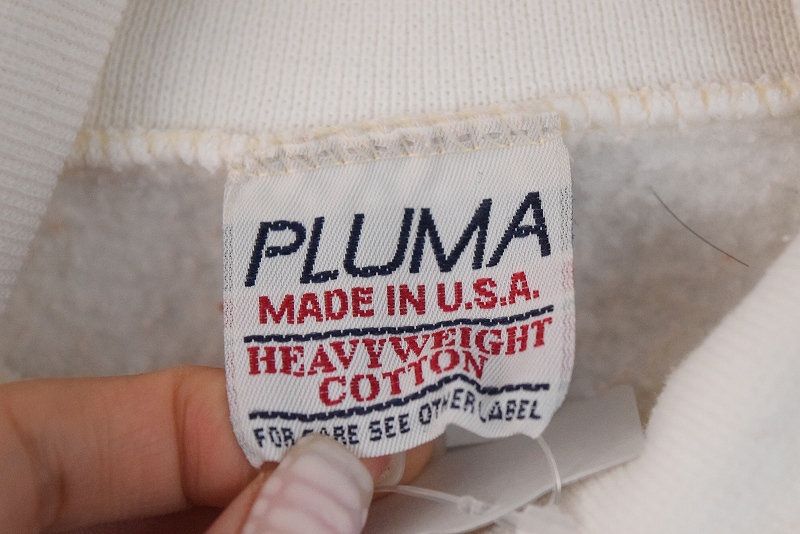 PLUMA
MADE IN U.S.A.
HEAVYWEIGHT
COTTON
FOR CARE SEE OTHER LABEL